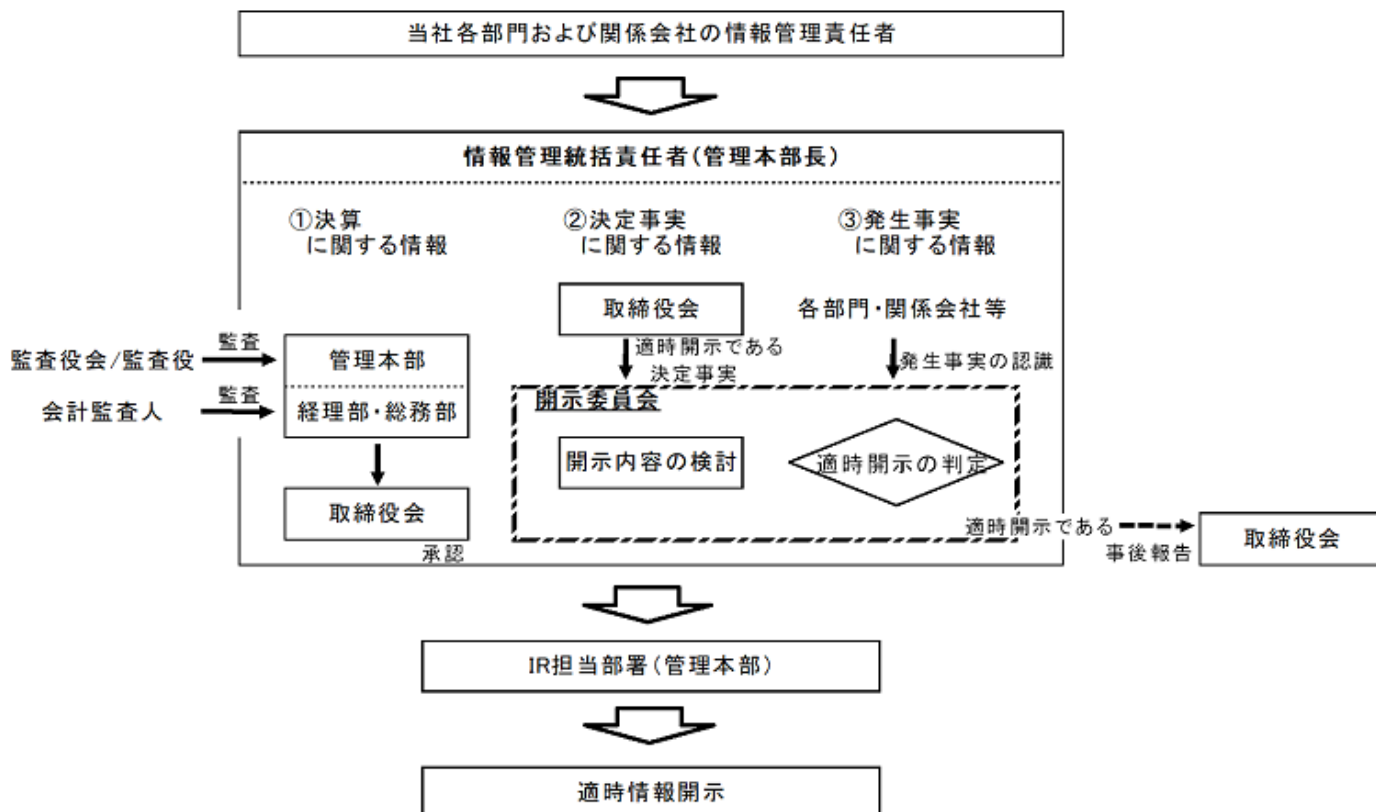 当社各部門および関係会社の情報管理責任者
情報管理統括責任者(管理本部長)
①決算
に関する情報
②決定事実
に関する情報
③発生事実
に関する情報
取締役会
各部門・関係会社等
監査役会/監査役
監査
管理本部
適時開示である
決定事実
発生事実の認識
会計監査人
監査
経理部・総務部
開示委員会
開示内容の検討
適時開示の判定
取締役会
承認
適時開示である
事後報告
取締役会
IR担当部署(管理本部)
適時情報開示